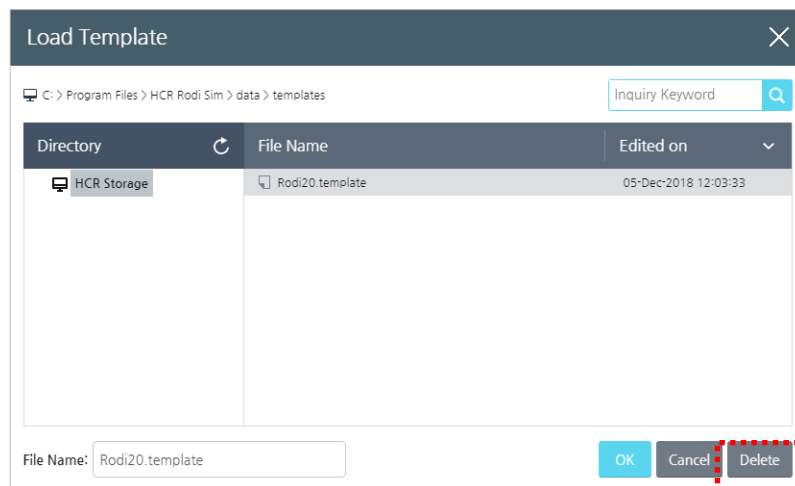 Load Template
C: > Program Files > HCR Rodi Sim > data > templates
Inquiry Keyword
Directory File Name Edited on
HCR Storage Rodi20.template 05-Dec-2018 12:03:33
File Name: Rodi20.template OK Cancel Delete